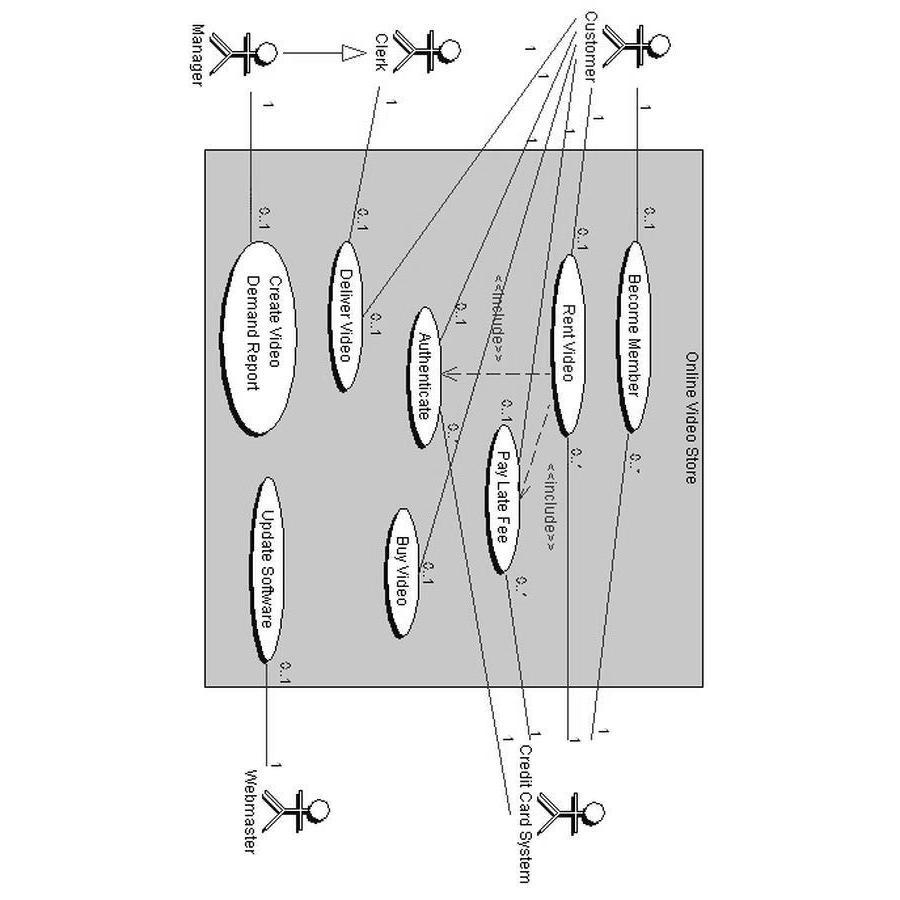 Online Video Store
1
0..1
Become Member
0..*
1
Customer
1
0..1
Rent Video
0..*
1
1
<<include>>
1
1
1
1
Credit Card System
0..1
Pay Late Fee
0..*
1
<<include>>
0..1
Authenticate
0..*
0..1
Buy Video
Clerk
1
0..1
0..1
Deliver Video
Manager
1
0..1
Create Video
Demand Report
Update Software
0..1
1
Webmaster